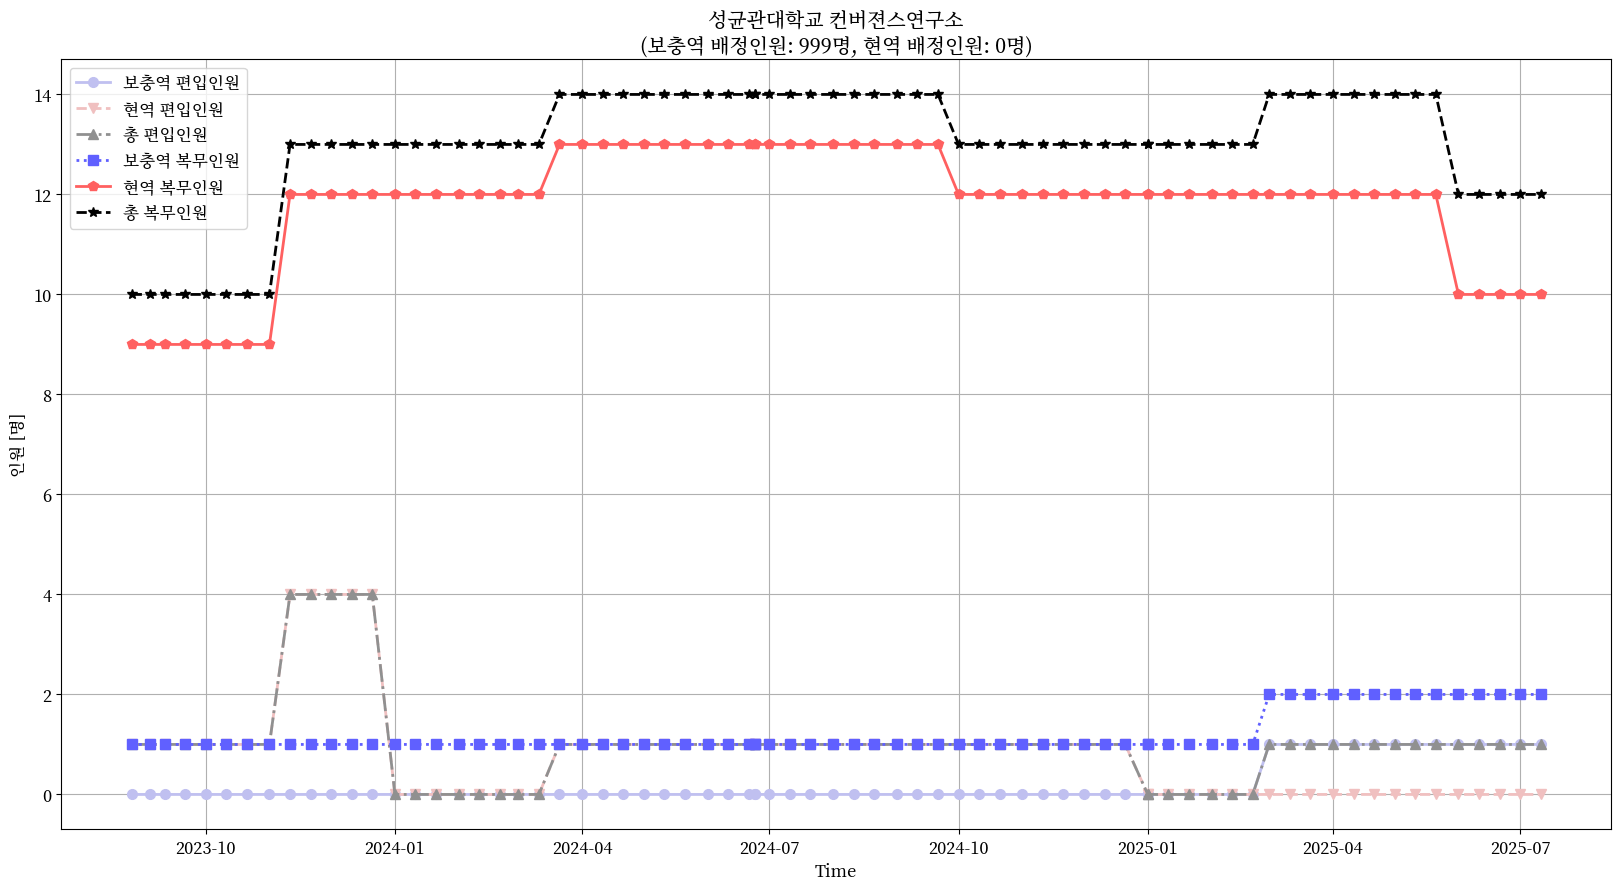 성균관대학교 컨버젼스연구소
(보충역 배정인원: 999명, 현역 배정인원: 0명)
보충역 편입인원
현역 편입인원
총 편입인원
보충역 복무인원
현역 복무인원
총 복무인원
14
12
10
8
6
4
2
0
인원 [명]
2023-10
2024-01
2024-04
2024-07
2024-10
2025-01
2025-04
2025-07
Time